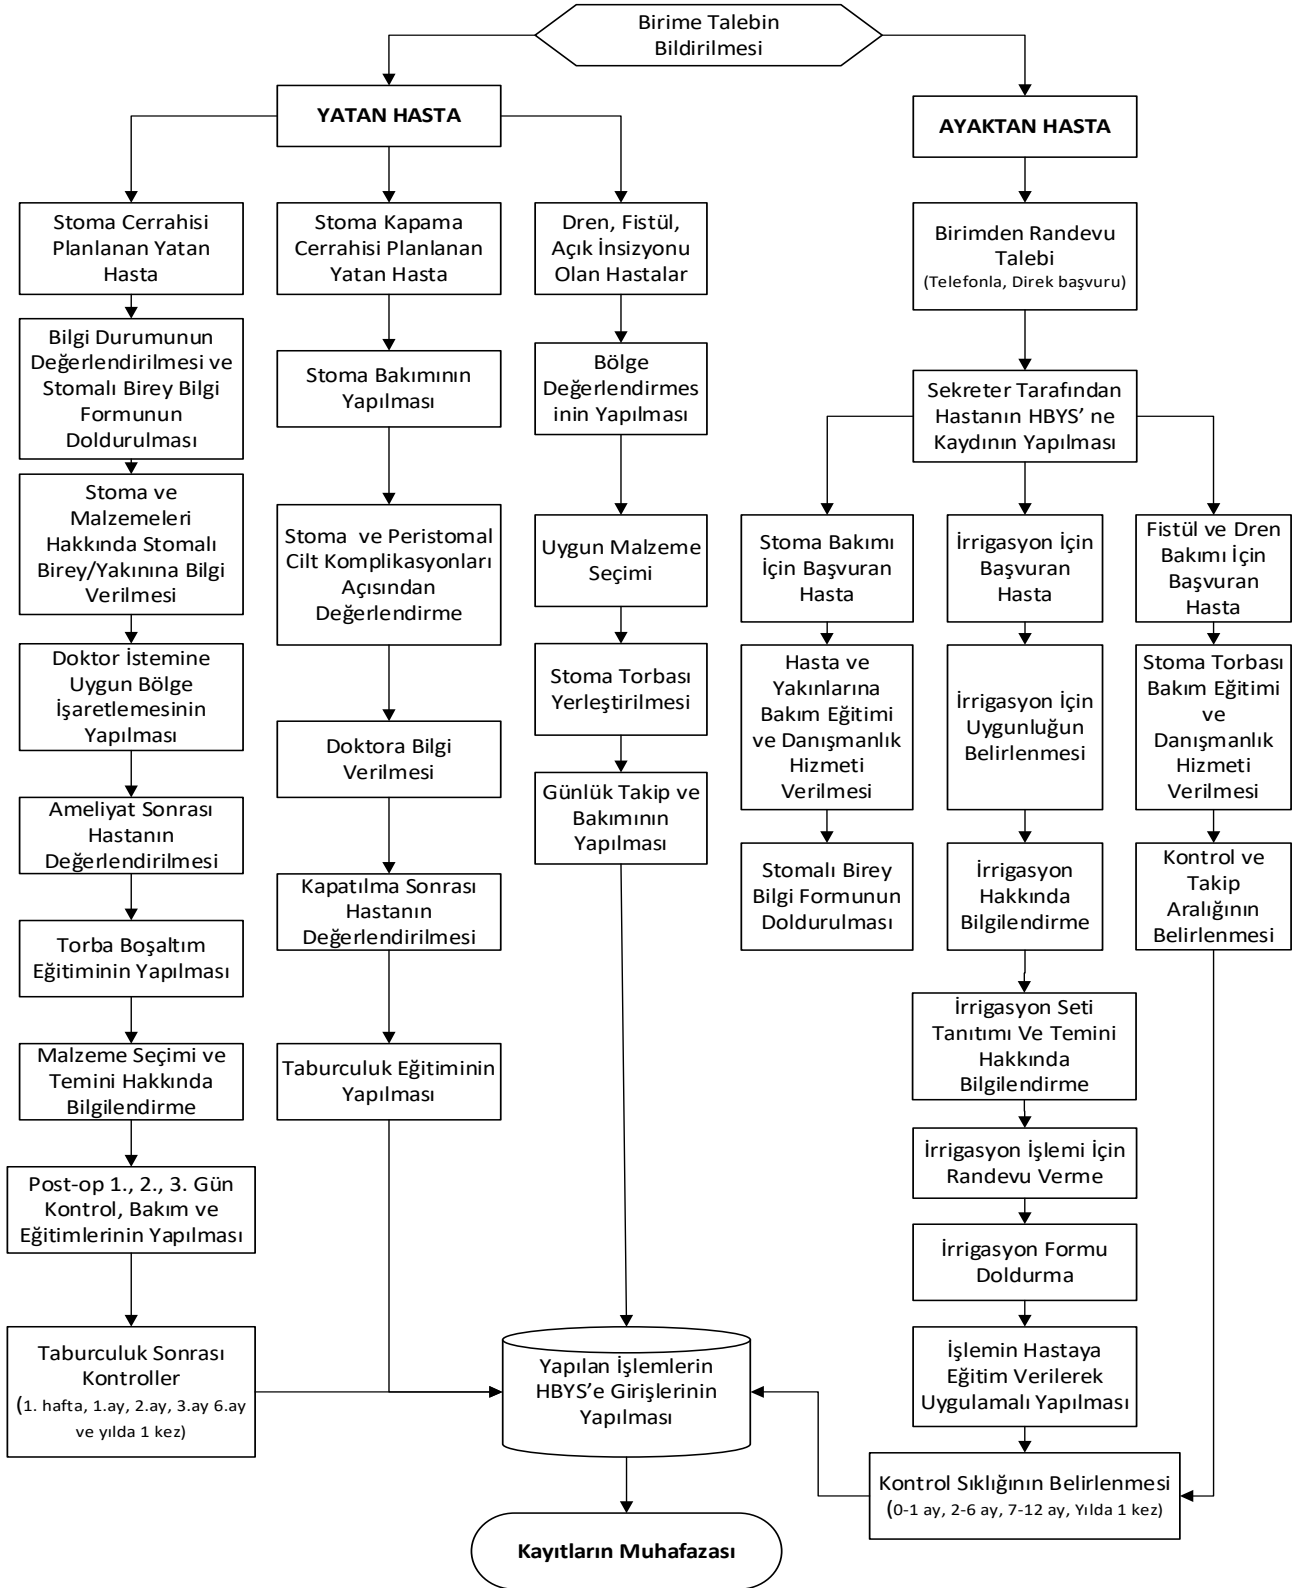 Birime Talebin
Bildirilmesi
YATAN HASTA
AYAKTAN HASTA
Stoma Cerrahisi
Planlanan Yatan
Hasta
Bilgi Durumunun
Değerlendirilmesi ve
Stomalı Birey Bilgi
Formunun
Doldurulması
Stoma ve
Malzemeleri
Hakkında Stomalı
Birey/Yakınına Bilgi
Verilmesi
Doktor İstemine
Uygun Bölge
İşaretlemesinin
Yapılması
Ameliyat Sonrası
Hastanın
Değerlendirilmesi
Torba Boşaltım
Eğitiminin Yapılması
Malzeme Seçimi ve
Temini Hakkında
Bilgilendirme
Post-op 1., 2., 3. Gün
Kontrol, Bakım ve
Eğitimlerinin Yapılması
Taburculuk Sonrası
Kontroller
(1. hafta, 1.ay, 2.ay, 3.ay 6.ay
ve yılda 1 kez)
Stoma Kapama
Cerrahisi Planlanan
Yatan Hasta
Stoma Bakımının
Yapılması
Stoma ve Peristomal
Cilt Komplikasyonları
Açısından
Değerlendirme
Doktora Bilgi
Verilmesi
Kapatılma Sonrası
Hastanın
Değerlendirilmesi
Taburculuk Eğitiminin
Yapılması
Dren, Fistül,
Açık İnsizyonu
Olan Hastalar
Bölge
Değerlendirmes
inin Yapılması
Uygun Malzeme
Seçimi
Stoma Torbası
Yerleştirilmesi
Günlük Takip ve
Bakımının
Yapılması
Birimden Randevu
Talebi
(Telefonla, Direk başvuru)
Sekreter Tarafından
Hastanın HBYS’ ne
Kaydının Yapılması
Stoma Bakımı
İçin Başvuran
Hasta
Hasta ve
Yakınlarına
Bakım Eğitimi
ve Danışmanlık
Hizmeti
Verilmesi
Stomalı Birey
Bilgi Formunun
Doldurulması
İrrigasyon İçin
Başvuran
Hasta
İrrigasyon İçin
Uygunluğun
Belirlenmesi
İrrigasyon
Hakkında
Bilgilendirme
İrrigasyon Seti
Tanıtımı Ve Temini
Hakkında
Bilgilendirme
İrrigasyon İşlemi İçin
Randevu Verme
İrrigasyon Formu
Doldurma
İşlemin Hastaya
Eğitim Verilerek
Uygulamalı Yapılması
Fistül ve Dren
Bakımı İçin
Başvuran
Hasta
Stoma Torbası
Bakım Eğitimi
ve
Danışmanlık
Hizmeti
Verilmesi
Kontrol ve
Takip
Aralığının
Belirlenmesi
Kontrol Sıklığının Belirlenmesi
(0-1 ay, 2-6 ay, 7-12 ay, Yılda 1 kez)
Yapılan İşlemlerin
HBYS’e Girişlerinin
Yapılması
Kayıtların Muhafazası